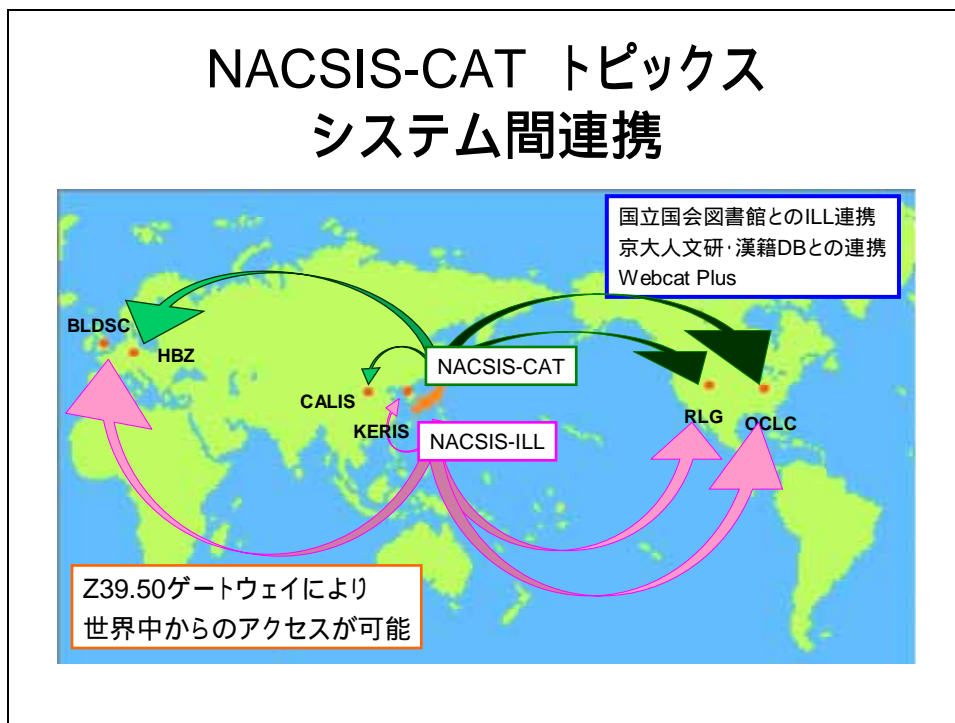 NACSIS-CAT トピックス
システム間連携
国立国会図書館とのILL連携
京大人文研・漢籍DBとの連携
Webcat Plus
BLDSC
HBZ
NACSIS-CAT
CALIS
KERIS
RLG
OCLC
NACSIS-ILL
Z39.50ゲートウェイにより
世界中からのアクセスが可能